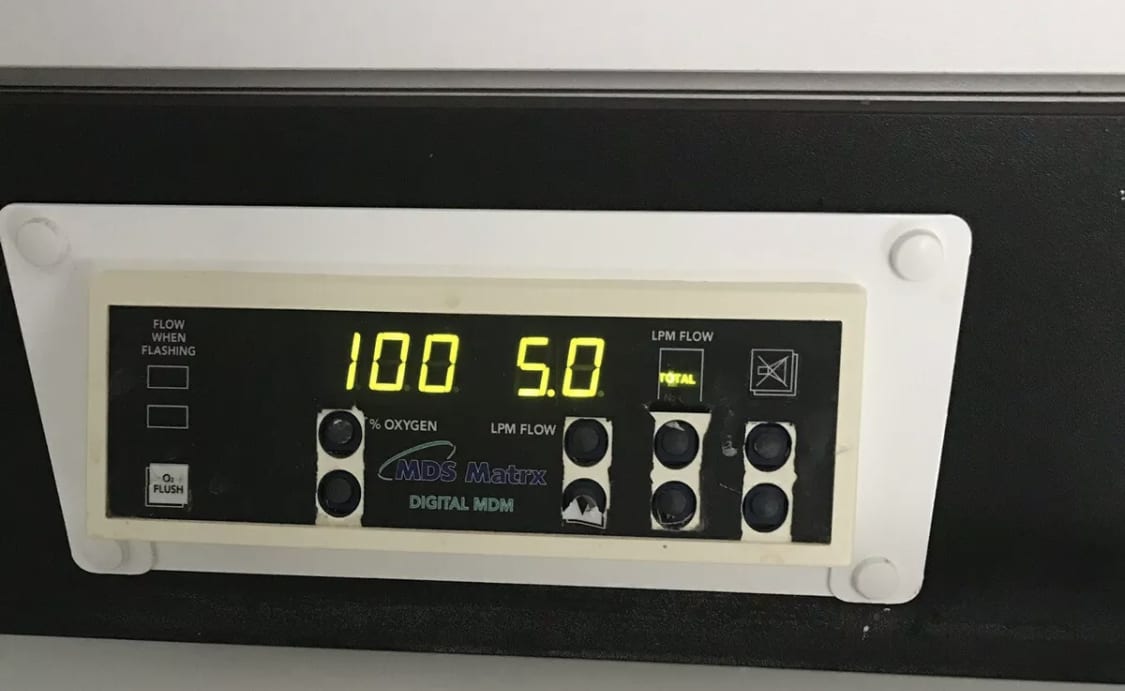 FLOW
WHEN
FLASHING
100
5.0
LPM FLOW
TOTAL
% OXYGEN
LPM FLOW
MDS Matrx
DIGITAL MDM
O₂
FLUSH